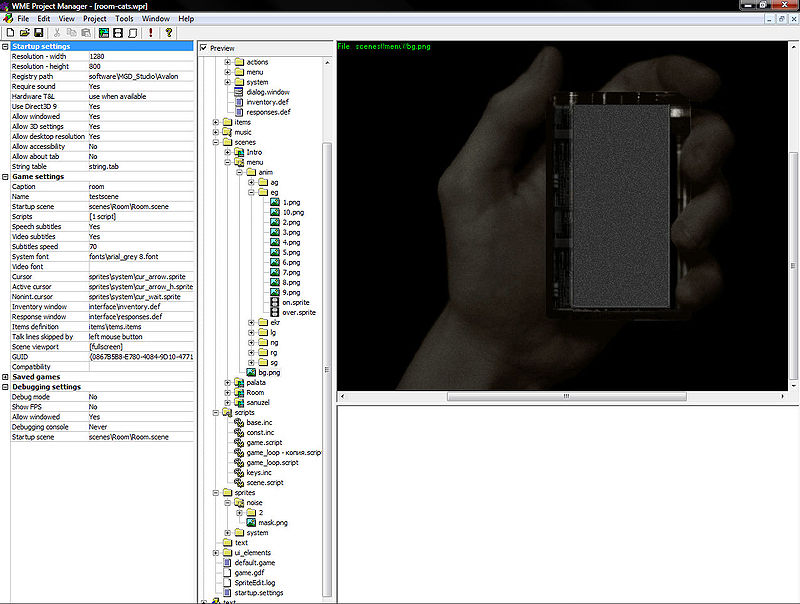 WME Project Manager - [room-cats.wpr]
File Edit View Project Tools Window Help
Startup settings
Resolution - width 1280
Resolution - height 800
Registry path software\MGD_Studio\Avalon
Require sound Yes
Hardware T&L use when available
Use Direct3D 9 Yes
Allow windowed Yes
Allow 3D settings Yes
Allow desktop resolution Yes
Allow accessibility No
Allow about tab No
String table string.tab
Game settings
Caption room
Name testscene
Startup scene scenes\Room\Room.scene
Scripts [1 script]
Speech subtitles Yes
Video subtitles Yes
Subtitles speed 70
System font fonts\arial_grey 8.font
Video font
Cursor sprites\system\cur_arrow.sprite
Active cursor sprites\system\cur_arrow_h.sprite
Nonint.cursor sprites\system\cur_wait.sprite
Inventory window interface\inventory.def
Response window interface\responses.def
Items definition items\items.items
Talk lines skipped by left mouse button
Scene viewport [fullscreen]
GUID {0867B5B8-E780-4084-9D10-4771
Compatibility
Saved games
Debugging settings
Debug mode No
Show FPS No
Allow windowed Yes
Debugging console Never
Startup scene scenes\Room\Room.scene
Preview
actions
menu
system
dialog.window
inventory.def
responses.def
items
music
scenes
Intro
menu
anim
ag
eg
1.png
10.png
2.png
3.png
4.png
5.png
6.png
7.png
8.png
9.png
on.sprite
over.sprite
ekr
lg
ng
rg
sg
bg.png
palata
Room
sanuzel
scripts
base.inc
const.inc
game.script
game_loop - копия.scrip
game_loop.script
keys.inc
scene.script
sprites
noise
2
mask.png
system
text
ui_elements
default.game
game.gdf
SpriteEdit.log
startup.settings
text
File scenes\menu\bg.png